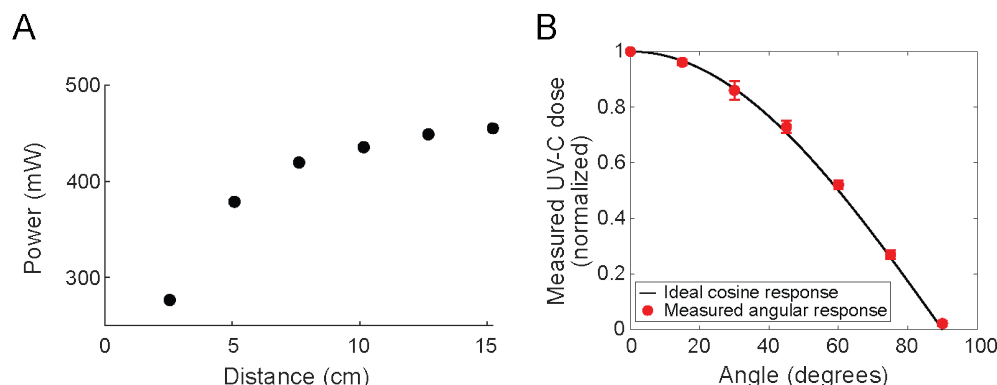 A
500
400
300
0
5
10
15
Power (mW)
Distance (cm)
B
1
0.8
0.6
0.4
0.2
0
0
20
40
60
80
100
Measured UV-C dose
(normalized)
Ideal cosine response
Measured angular response
Angle (degrees)